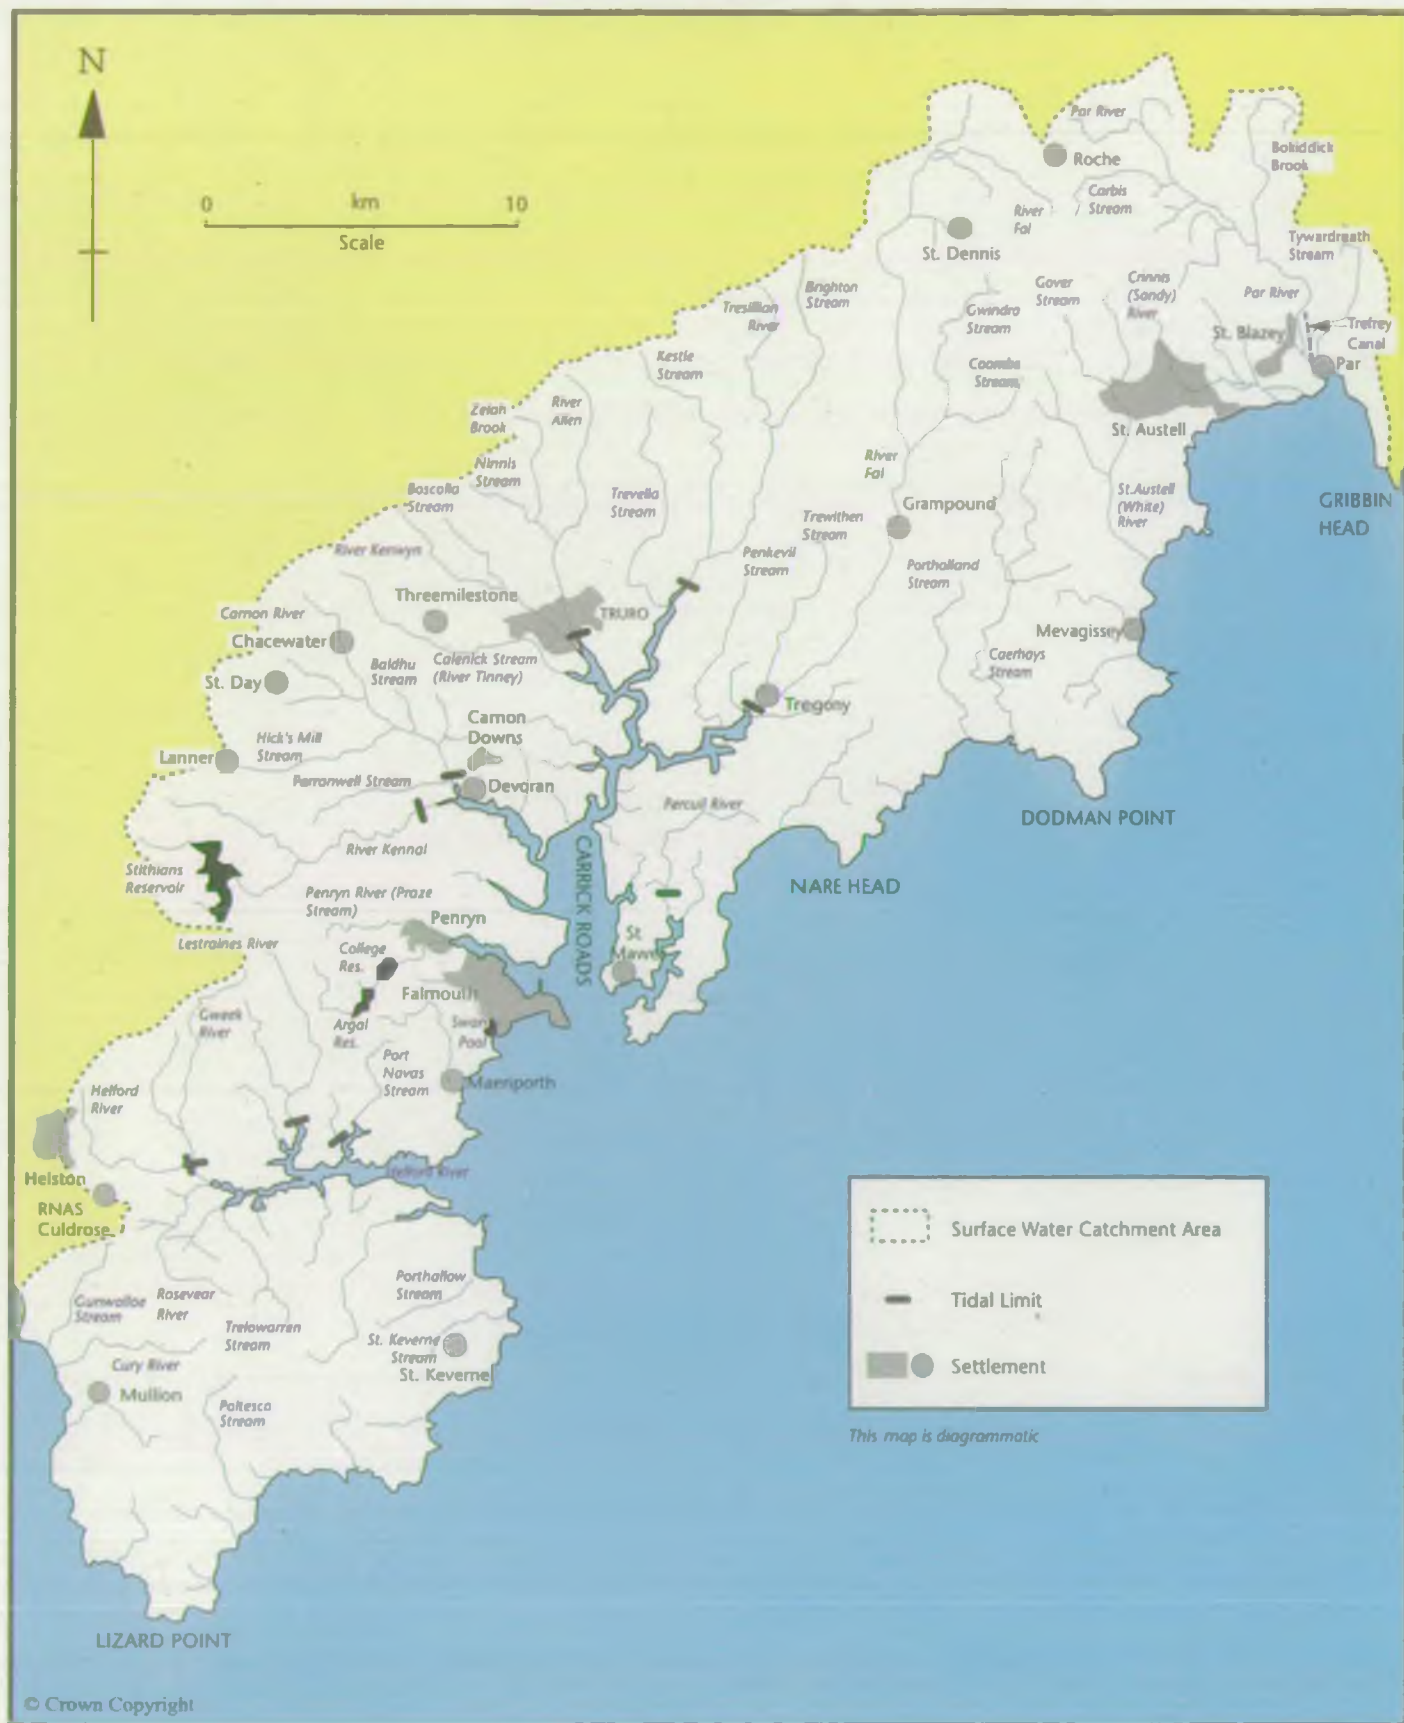 N
0 km 10
Scale
Par River
Roche
Bokiddick
Brook
Carbis
Stream
River
Fal
St. Dennis
Tywardreath
Stream
Brighton
Stream
Tresillian
River
Gwindra
Stream
Gover
Stream
Crinnis
(Sandy)
River
Par River
St. Blazey
Trefrey
Canal
Par
Kestle
Stream
Coombe
Stream
Zelah
Brook
River
Allen
St. Austell
Ninnis
Stream
River
Fal
Boscolla
Stream
Trevella
Stream
Grampound
St.Austell
(White)
River
GRIBBIN
HEAD
River Kenwyn
Trewithen
Stream
Penkevil
Stream
Portholland
Stream
Threemilestone
TRURO
Carnon River
Chacewater
Mevagissey
Baldhu
Stream
Calenick Stream
(River Tinney)
Caerhays
Stream
St. Day
Tregony
Carnon
Downs
Hick's Mill
Stream
Lanner
Perranwell Stream
Devoran
Percuil River
DODMAN POINT
River Kennal
Stithians
Reservoir
CARRICK ROADS
NARE HEAD
Penryn River (Praze
Stream)
Penryn
Lestraines River
College
Res.
St
Mawes
Falmouth
Gweek
River
Argal
Res.
Swan
Pool
Port
Navas
Stream
Maenporth
Helford
River
Helford River
Helston
RNAS
Culdrose
Surface Water Catchment Area
Porthallow
Stream
Gunwalloe
Stream
Rosevear
River
Tidal Limit
Trelowarren
Stream
St. Keverne
Stream
St. Keverne
Cury River
Settlement
Mullion
Poltesco
Stream
This map is diagrammatic
LIZARD POINT
© Crown Copyright